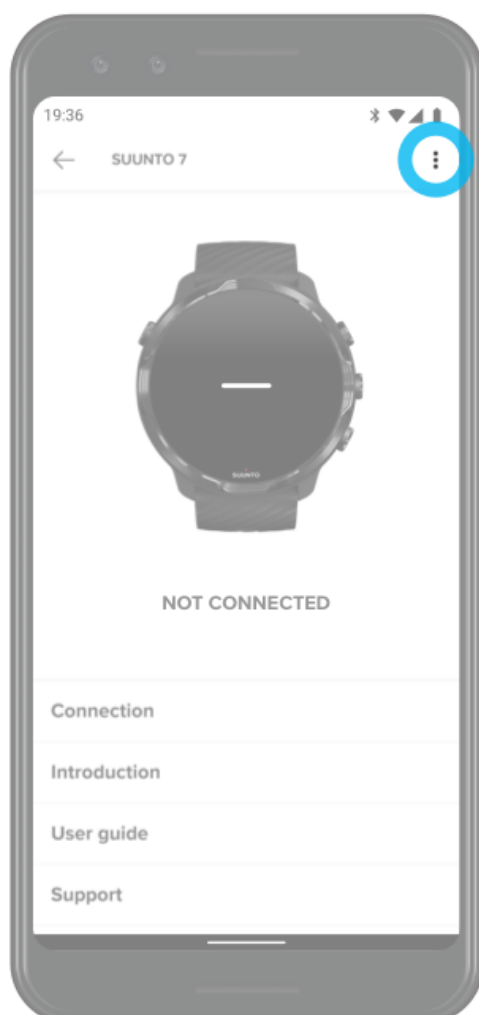 19:36
SUUNTO 7
SUUNTO
NOT CONNECTED
Connection
Introduction
User guide
Support